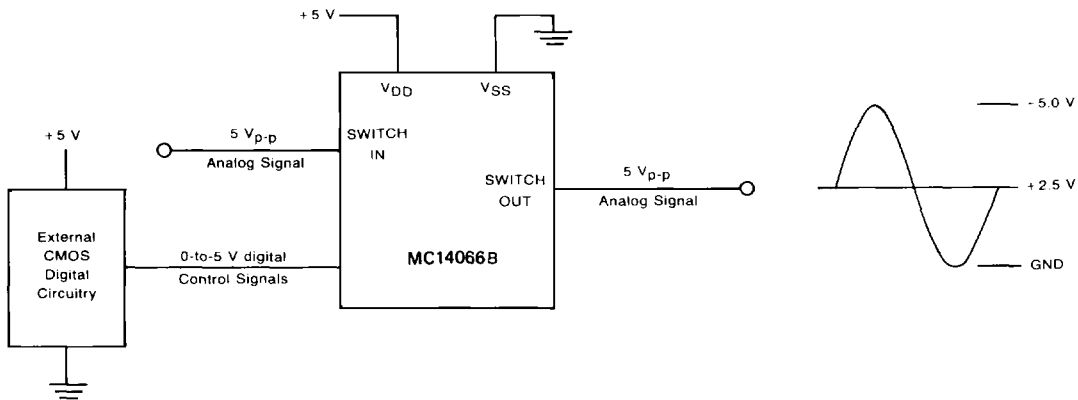 +5 V
VDD
VSS
- 5.0 V
+5 V
5 Vp-p
SWITCH
IN
Analog Signal
SWITCH
OUT
5 Vp-p
Analog Signal
+2.5 V
External
CMOS
Digital
Circuitry
0-to-5 V digital
Control Signals
MC14066B
GND